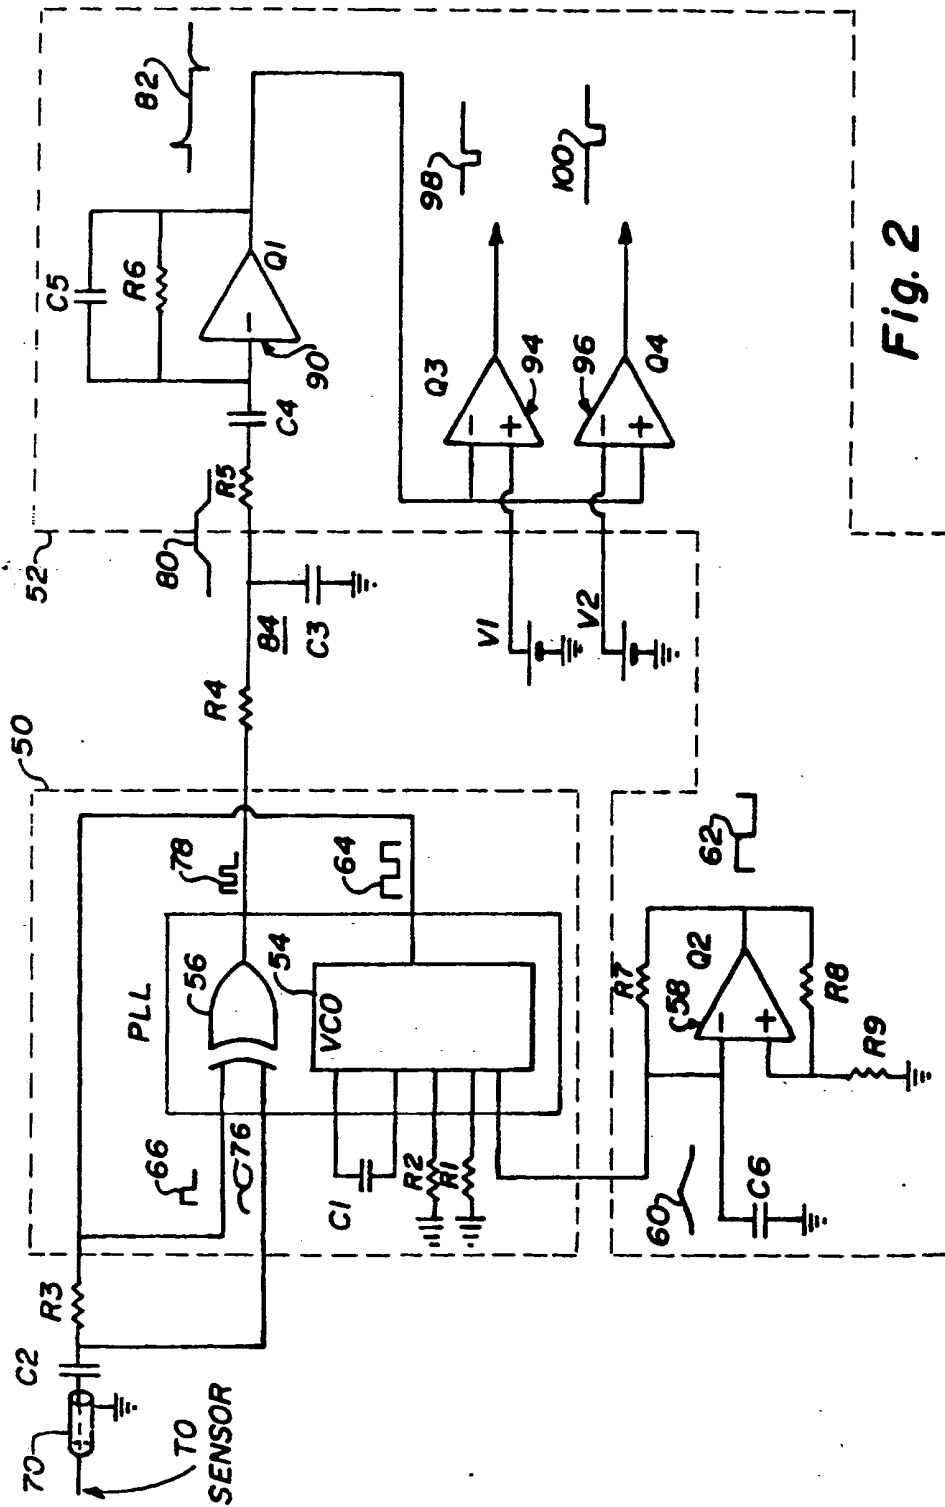 70
TO
SENSOR
C2
R3
50
66
76
PLL
56
54
VCO
78
64
C1
R2
R1
R4
84
C3
52
80
R5
C4
C5
R6
90
Q1
82
V1
V2
Q3
94
96
Q4
98
100
60
C6
R7
58
Q2
R8
R9
62
Fig. 2